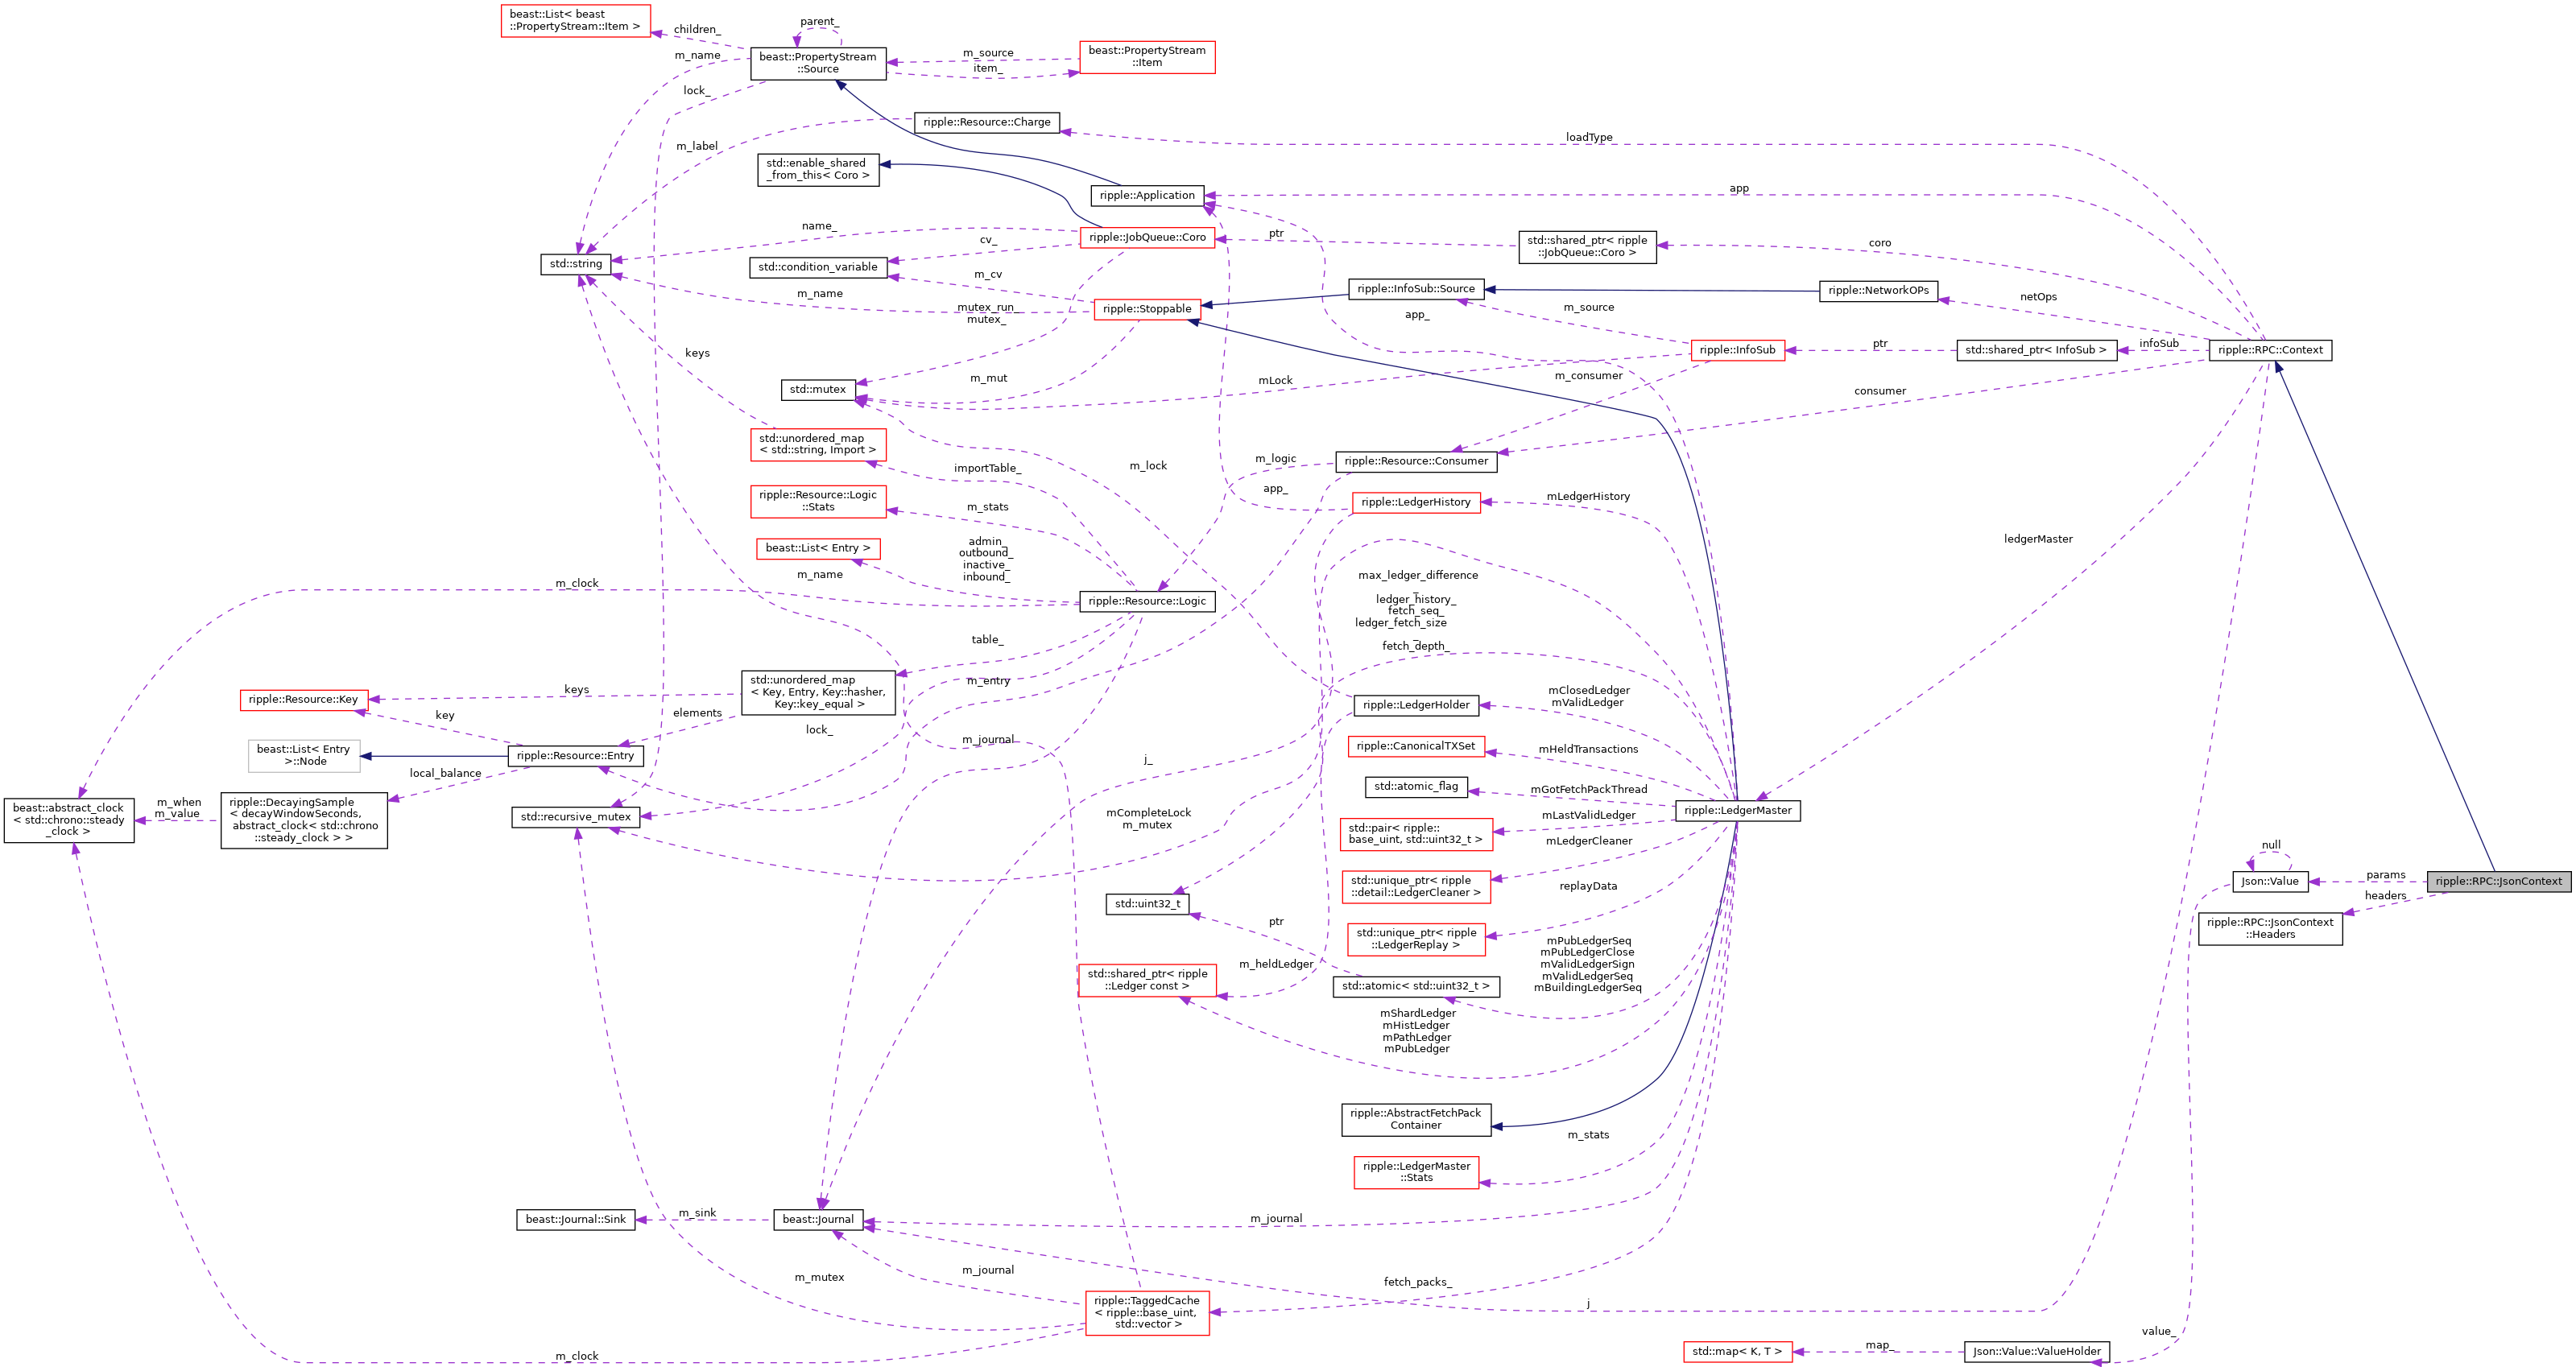 beast::List< beast
::PropertyStream::Item >
children_
parent_
m_name
beast::PropertyStream
::Source
m_source
item_
beast::PropertyStream
::Item
lock_
ripple::Resource::Charge
loadType
m_label
std::enable_shared
_from_this< Coro >
ripple::Application
app
name_
ripple::JobQueue::Coro
ptr
std::shared_ptr< ripple
::JobQueue::Coro >
coro
cv_
std::string
std::condition_variable
m_cv
m_name
ripple::InfoSub::Source
ripple::NetworkOPs
netOps
mutex_run_
mutex_
ripple::Stoppable
app_
m_source
keys
ripple::InfoSub
ptr
std::shared_ptr< InfoSub >
infoSub
ripple::RPC::Context
m_mut
std::mutex
mLock
m_consumer
consumer
std::unordered_map
< std::string, Import >
importTable_
m_lock
m_logic
ripple::Resource::Consumer
ripple::Resource::Logic
::Stats
m_stats
app_
ripple::LedgerHistory
mLedgerHistory
beast::List< Entry >
admin_
outbound_
inactive_
inbound_
ledgerMaster
m_clock
m_name
ripple::Resource::Logic
max_ledger_difference
_
ledger_history_
fetch_seq_
ledger_fetch_size
_
fetch_depth_
table_
std::unordered_map
< Key, Entry, Key::hasher,
Key::key_equal >
m_entry
ripple::Resource::Key
keys
key
elements
lock_
ripple::LedgerHolder
mClosedLedger
mValidLedger
beast::List< Entry
>::Node
ripple::Resource::Entry
m_journal
j_
ripple::CanonicalTXSet
mHeldTransactions
local_balance
std::atomic_flag
mGotFetchPackThread
beast::abstract_clock
< std::chrono::steady
_clock >
m_when
m_value
ripple::DecayingSample
< decayWindowSeconds,
abstract_clock< std::chrono
::steady_clock > >
std::recursive_mutex
mCompleteLock
m_mutex
ripple::LedgerMaster
std::pair< ripple::
base_uint, std::uint32_t >
mLastValidLedger
mLedgerCleaner
null
std::unique_ptr< ripple
::detail::LedgerCleaner >
replayData
Json::Value
params
ripple::RPC::JsonContext
headers
std::uint32_t
ptr
ripple::RPC::JsonContext
::Headers
std::unique_ptr< ripple
::LedgerReplay >
m_heldLedger
mPubLedgerSeq
mPubLedgerClose
mValidLedgerSign
mValidLedgerSeq
mBuildingLedgerSeq
std::shared_ptr< ripple
::Ledger const >
std::atomic< std::uint32_t >
mShardLedger
mHistLedger
mPathLedger
mPubLedger
ripple::AbstractFetchPack
Container
m_stats
ripple::LedgerMaster
::Stats
beast::Journal::Sink
m_sink
beast::Journal
m_journal
m_mutex
m_journal
fetch_packs_
j
ripple::TaggedCache
< ripple::base_uint,
std::vector >
value_
std::map< K, T >
map_
Json::Value::ValueHolder
m_clock